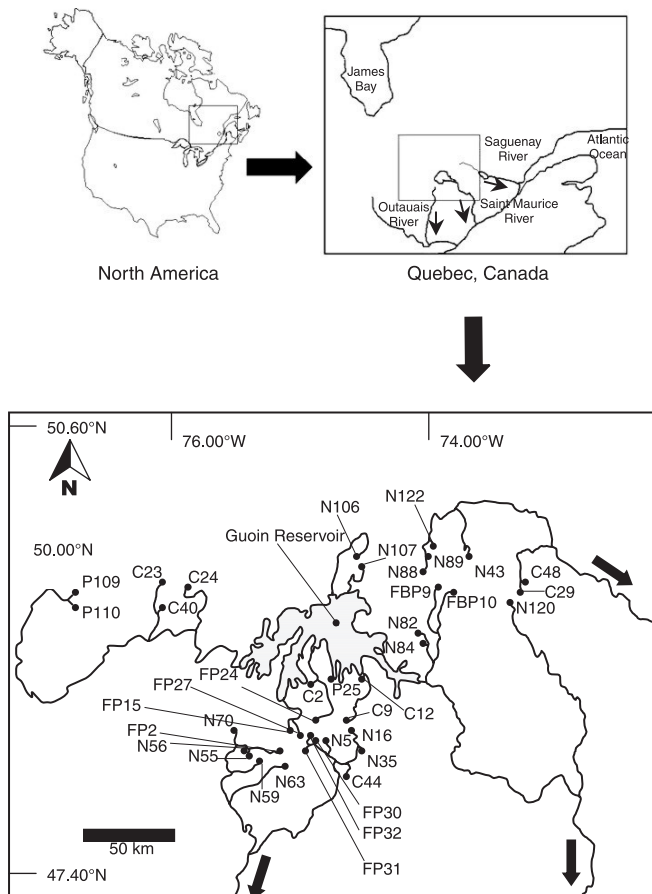 James
Bay
Saguenay
River
Atlantic
Ocean
Outauais
River
Saint Maurice
River
North America
Quebec, Canada
50.60°N
76.00°W
74.00°W
N
N122
N106
Guoin Reservoir
50.00°N
N107
N89
N43
P109
C23
C24
N88
C48
FBP9
C29
P110
C40
FBP10
N120
N82
N84
FP24
C2
P25
FP27
C12
FP15
C9
N70
FP2
N5
N16
N56
N55
N35
N59
N63
C44
FP30
FP32
50 km
FP31
47.40°N